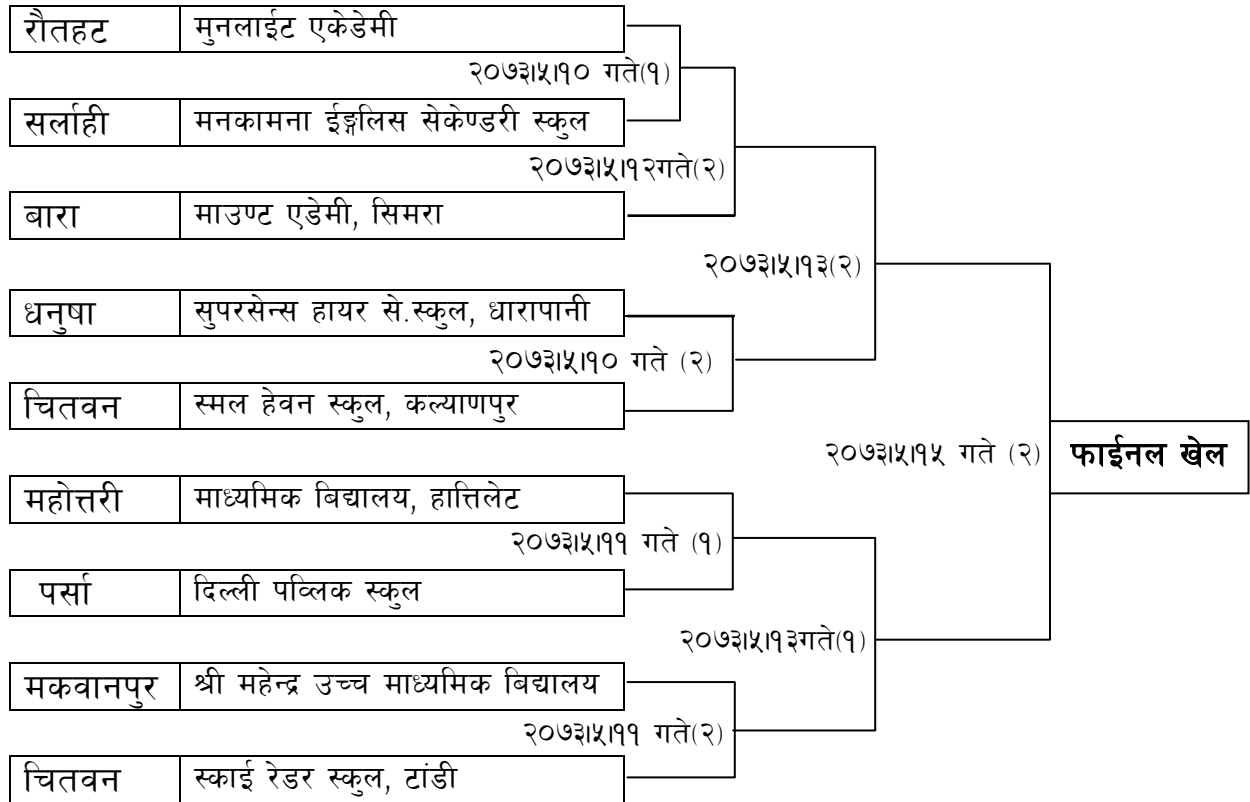 रौतहट मुनलाईट एकेडेमी
२०७३।५।१० गते(१)
सर्लाही मनकामना ईङ्गलिस सेकेण्डरी स्कुल
२०७३।५।१२गते(२)
बारा माउण्ट एडेमी, सिमरा
२०७३।५।१३(२)
धनुषा सुपरसेन्स हायर से.स्कुल, धारापानी
२०७३।५।१० गते (२)
चितवन स्मल हेवन स्कुल, कल्याणपुर
२०७३।५।१५ गते (२) फाईनल खेल
महोत्तरी माध्यमिक बिद्यालय, हात्तिलेट
२०७३।५।११ गते (१)
पर्सा दिल्ली पव्लिक स्कुल
२०७३।५।१३गते(१)
मकवानपुर श्री महेन्द्र उच्च माध्यमिक बिद्यालय
२०७३।५।११ गते(२)
चितवन स्काई रेडर स्कुल, टांडी